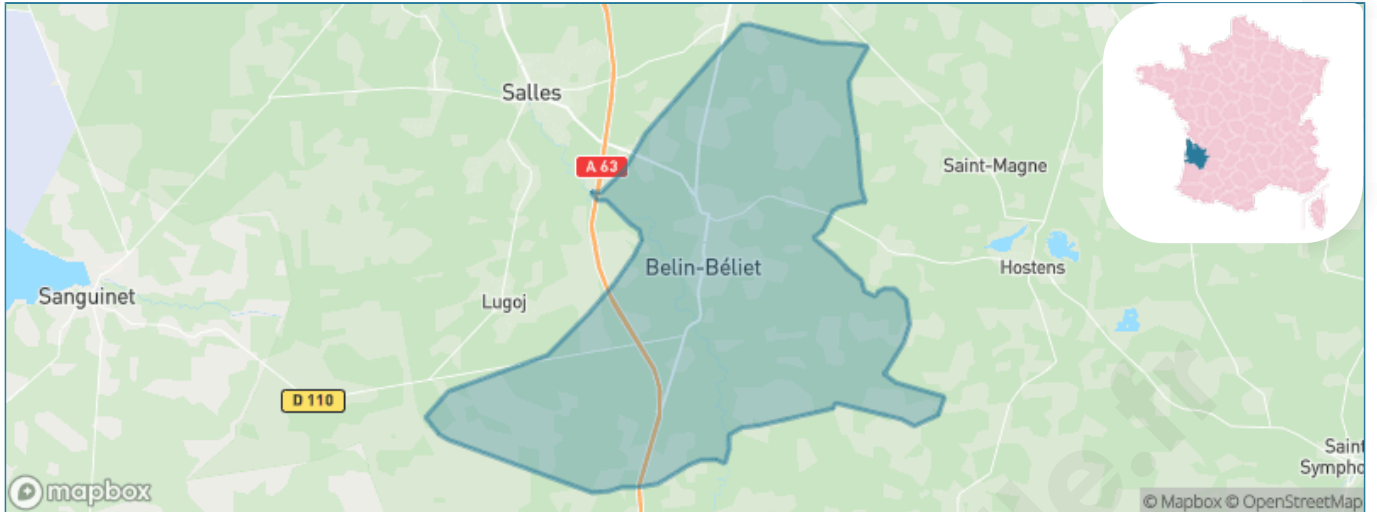 Salles
A 63
Saint-Magne
Belin-Béliet
Hostens
Sanguinet
Lugoj
D 110
Saint
Sympho
mapbox
© Mapbox © OpenStreetMap